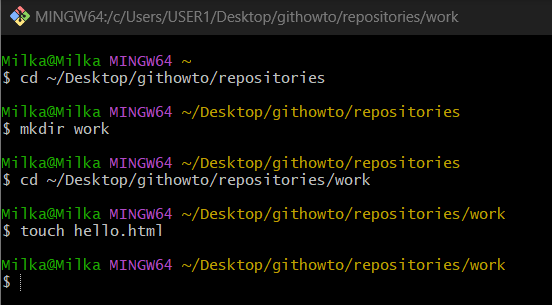 MINGW64:/c/Users/USER1/Desktop/githowto/repositories/work
Milka@Milka MINGW64 ~
$ cd ~/Desktop/githowto/repositories
Milka@Milka MINGW64 ~/Desktop/githowto/repositories
$ mkdir work
Milka@Milka MINGW64 ~/Desktop/githowto/repositories
$ cd ~/Desktop/githowto/repositories/work
Milka@Milka MINGW64 ~/Desktop/githowto/repositories/work
$ touch hello.html
Milka@Milka MINGW64 ~/Desktop/githowto/repositories/work
$